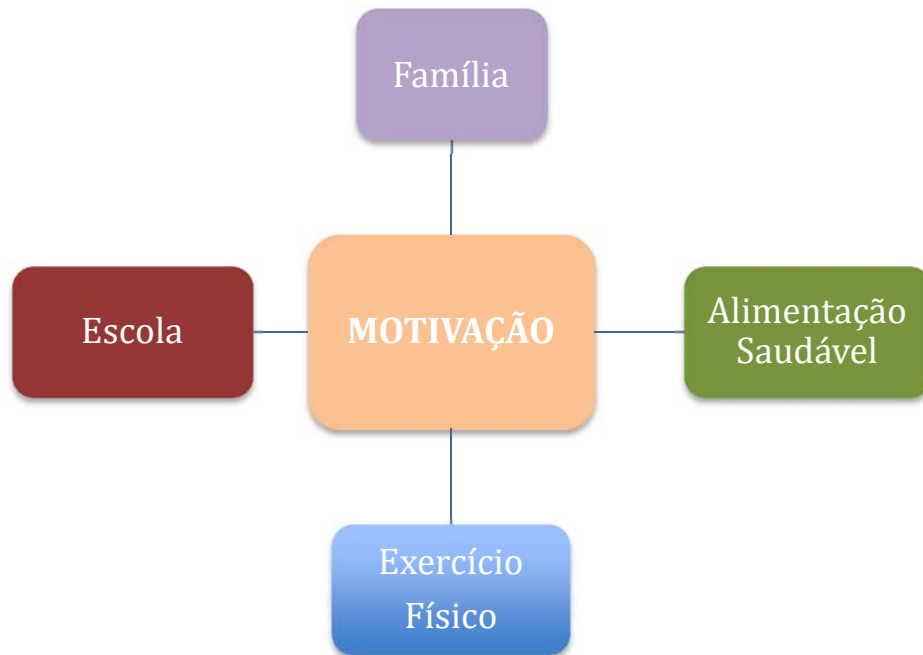 Família
Escola
MOTIVAÇÃO
Alimentação
Saudável
Exercício
Físico